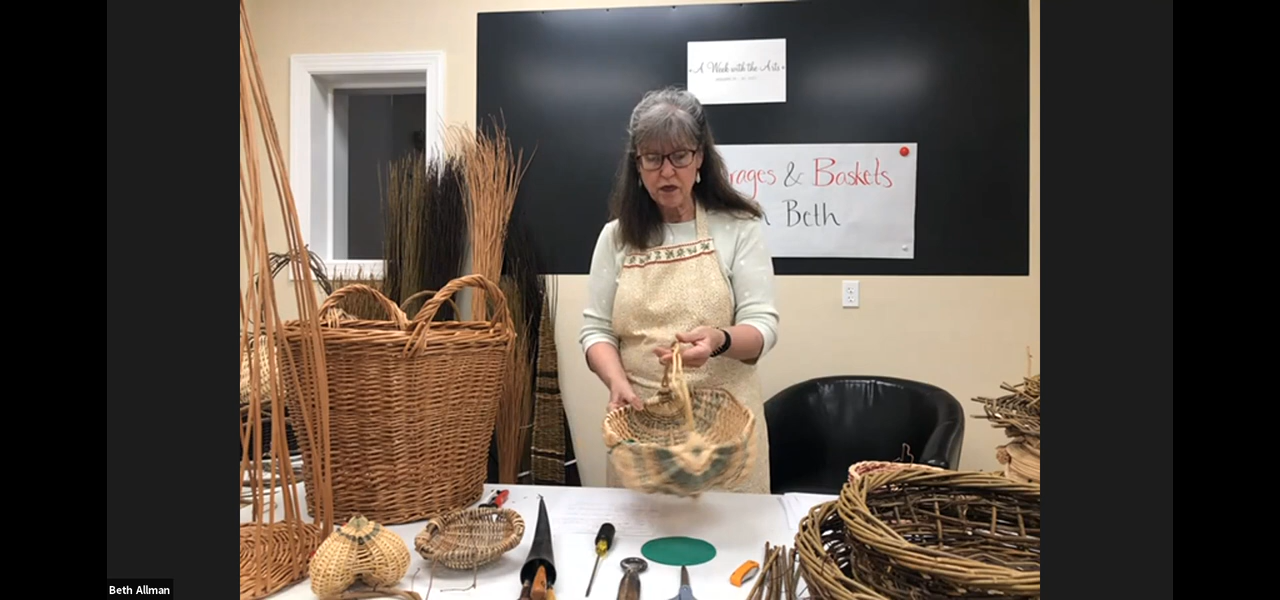 A Week with the Arts
rages & Baskets
Beth
Beth Allman